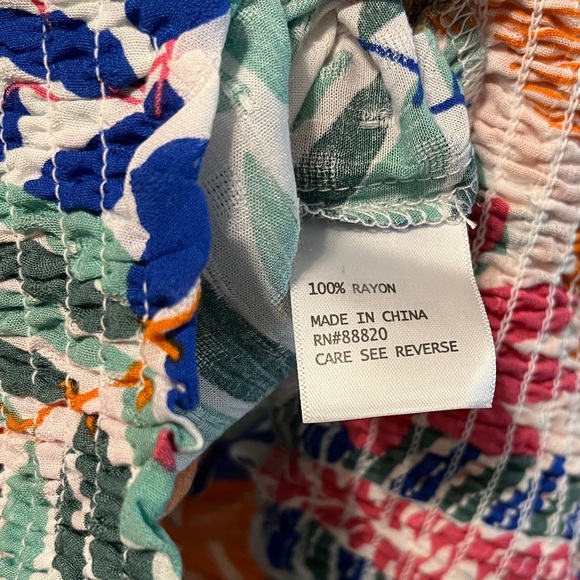 100% RAYON
MADE IN CHINA
RN#88820
CARE SEE REVERSE